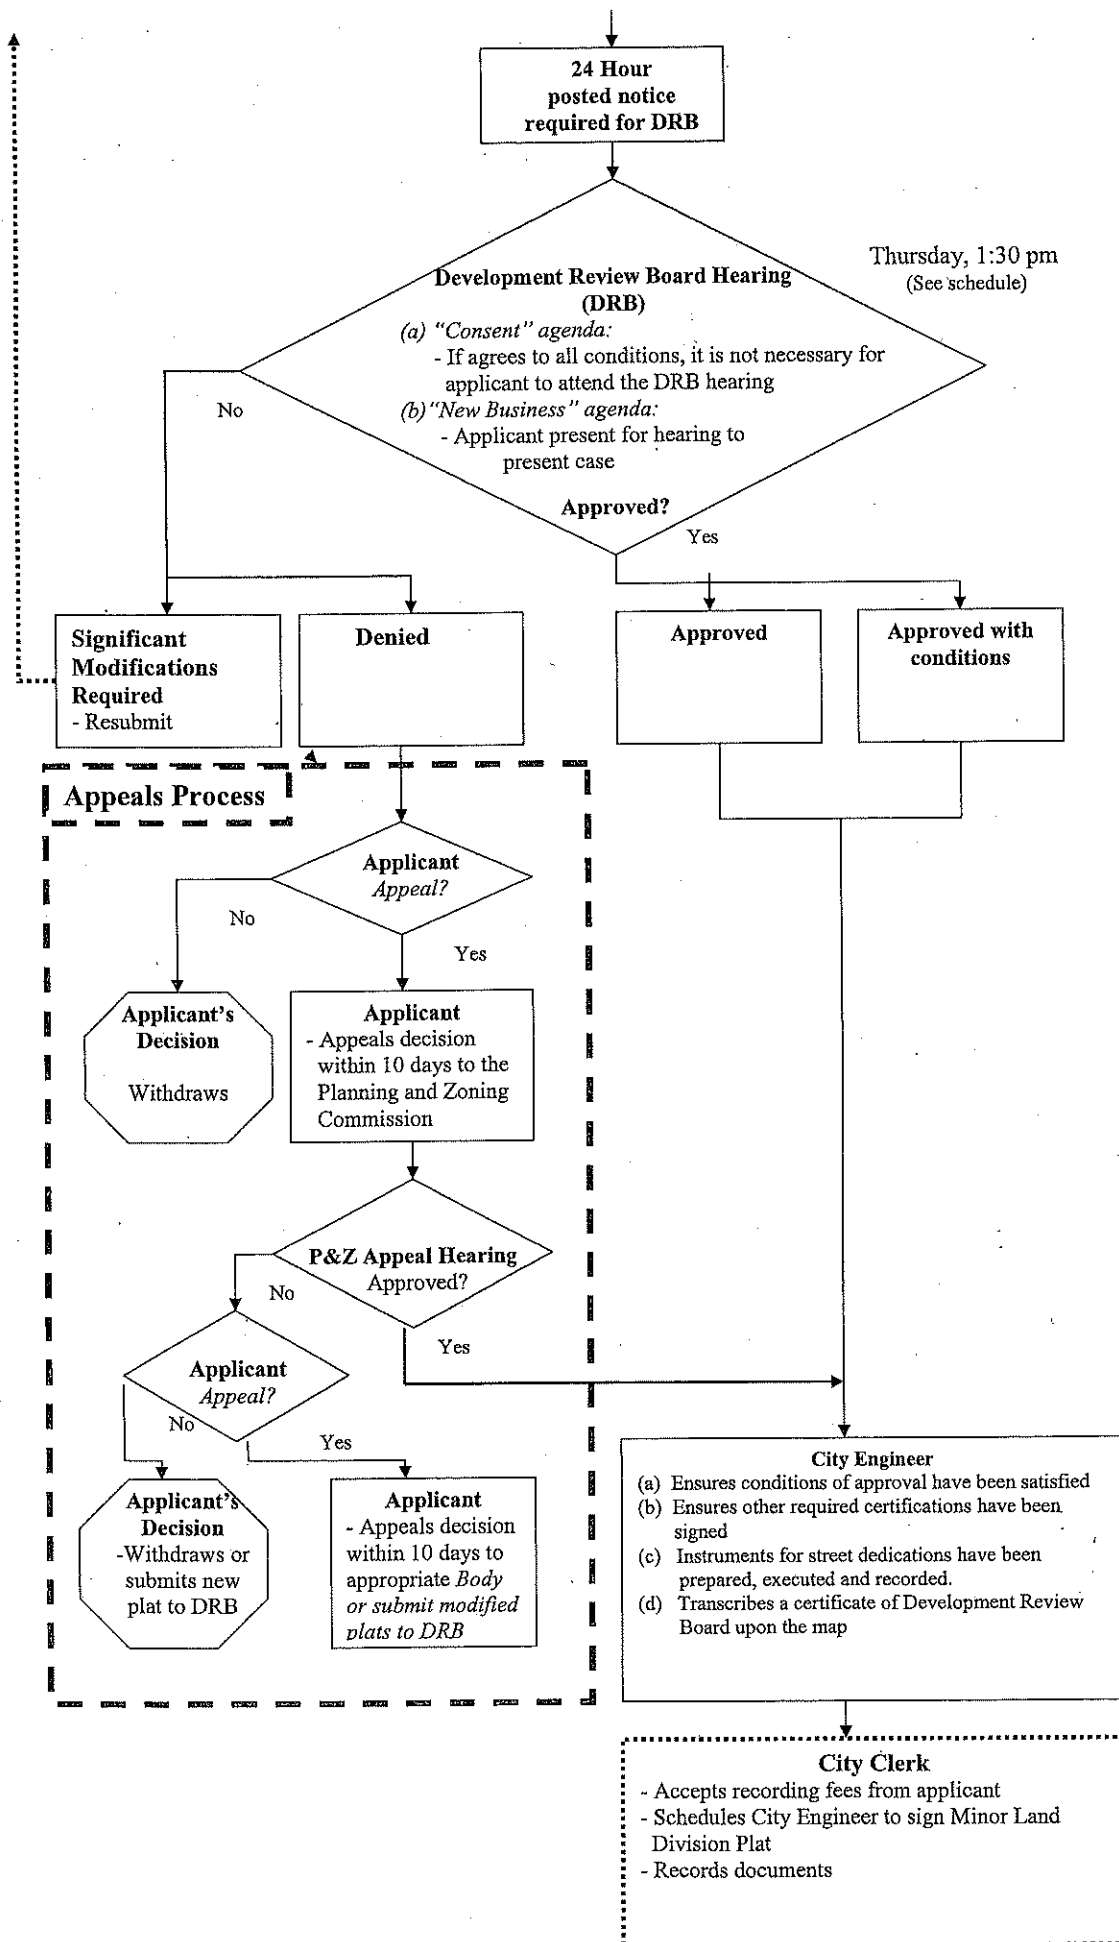 24 Hour
posted notice
required for DRB
Thursday, 1:30 pm
(See schedule)
Development Review Board Hearing
(DRB)
(a) “Consent” agenda:
- If agrees to all conditions, it is not necessary for
applicant to attend the DRB hearing
(b) “New Business” agenda:
- Applicant present for hearing to
present case
Approved?
No
Yes
Significant
Modifications
Required
- Resubmit
Denied
Approved
Approved with
conditions
Appeals Process
Applicant
Appeal?
No
Yes
Applicant's
Decision
Withdraws
Applicant
- Appeals decision
within 10 days to the
Planning and Zoning
Commission
P&Z Appeal Hearing
Approved?
No
Yes
Applicant
Appeal?
No
Yes
Applicant's
Decision
-Withdraws or
submits new
plat to DRB
Applicant
- Appeals decision
within 10 days to
appropriate Body
or submit modified
plats to DRB
City Engineer
(a) Ensures conditions of approval have been satisfied
(b) Ensures other required certifications have been
signed
(c) Instruments for street dedications have been
prepared, executed and recorded.
(d) Transcribes a certificate of Development Review
Board upon the map
City Clerk
- Accepts recording fees from applicant
- Schedules City Engineer to sign Minor Land
Division Plat
- Records documents